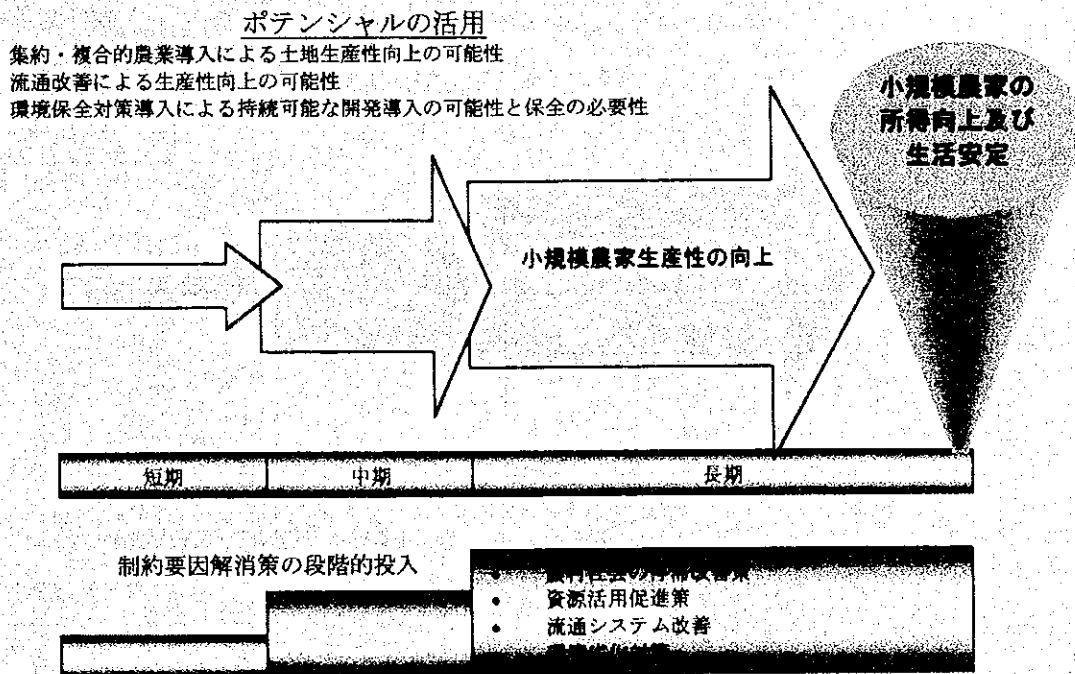 ポテンシャルの活用
集約・複合的農業導入による土地生産性向上の可能性
流通改善による生産性向上の可能性
環境保全対策導入による持続可能な開発導入の可能性と保全の必要性
小規模農家の
所得向上及び
生活安定
小規模農家生産性の向上
短期
中期
長期
制約要因解消策の段階的投入
• 資源活用促進策
• 流通システム改善